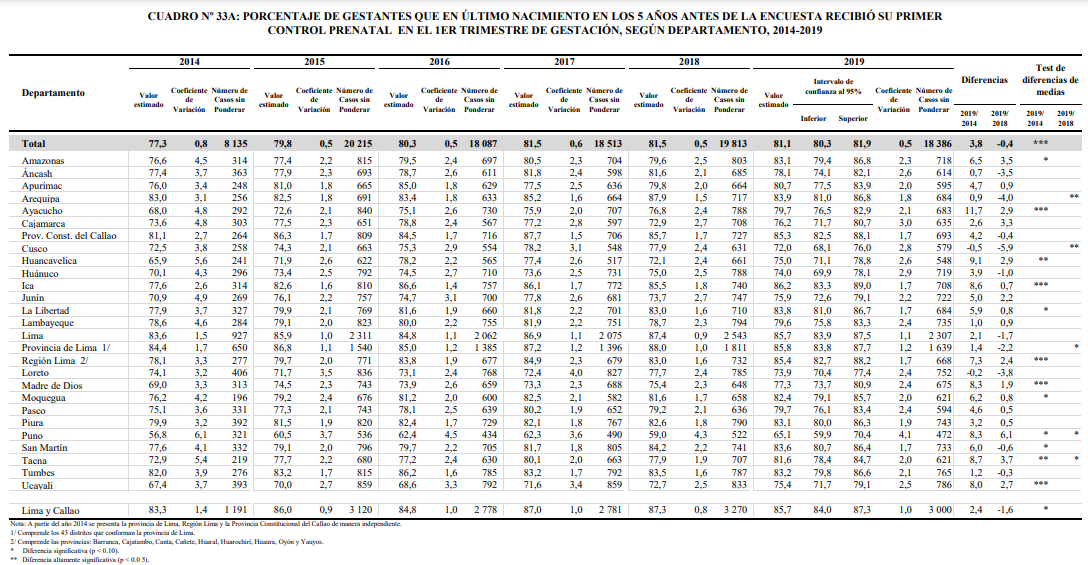 CUADRO Nº 33A: PORCENTAJE DE GESTANTES QUE EN ÚLTIMO NACIMIENTO EN LOS 5 AÑOS ANTES DE LA ENCUESTA RECIBIÓ SU PRIMER
CONTROL PRENATAL EN EL 1ER TRIMESTRE DE GESTACIÓN, SEGÚN DEPARTAMENTO, 2014-2019
Departamento 2014 2015 2016 2017 2018 2019 Diferencias Test de diferencias de medias
Valor estimado Coeficiente de Variación Número de Casos sin Ponderar Valor estimado Coeficiente de Variación Número de Casos sin Ponderar Valor estimado Coeficiente de Variación Número de Casos sin Ponderar Valor estimado Coeficiente de Variación Número de Casos sin Ponderar Valor estimado Coeficiente de Variación Número de Casos sin Ponderar Valor estimado Intervalo de confianza al 95% Coeficiente de Variación Número de Casos sin Ponderar
Inferior Superior 2019/2014 2019/2018 2019/2014 2019/2018
Total 77,3 0,8 8 135 79,8 0,5 20 215 80,3 0,5 18 087 81,5 0,6 18 513 81,5 0,5 19 813 81,1 80,3 81,9 0,5 18 386 3,8 -0,4 ***
Amazonas 76,6 4,5 314 77,4 2,2 815 79,5 2,4 697 80,5 2,3 704 79,6 2,5 803 83,1 79,4 86,8 2,3 718 6,5 3,5 *
Áncash 77,4 3,7 363 77,9 2,3 693 78,7 2,6 611 81,8 2,4 598 81,6 2,1 685 78,1 74,1 82,1 2,6 614 0,7 -3,5
Apurímac 76,0 3,4 248 81,0 1,8 665 85,0 1,8 629 77,5 2,5 636 79,8 2,0 664 80,7 77,5 83,9 2,0 595 4,7 0,9
Arequipa 83,0 3,1 256 82,5 1,8 691 83,4 1,8 633 85,2 1,6 664 87,9 1,5 717 83,9 81,0 86,8 1,8 684 0,9 -4,0 **
Ayacucho 68,0 4,8 292 72,6 2,1 840 75,1 2,6 730 75,9 2,0 707 76,8 2,4 788 79,7 76,5 82,9 2,1 683 11,7 2,9 ***
Cajamarca 73,6 4,8 303 77,5 2,3 651 78,8 2,4 567 77,2 2,8 597 72,9 2,7 708 76,2 71,7 80,7 3,0 635 2,6 3,3
Prov. Const. del Callao 81,1 2,7 264 86,3 1,7 809 84,5 1,7 716 87,1 1,5 706 85,7 1,7 727 85,3 82,5 88,1 1,7 693 4,2 -0,4
Cusco 72,5 3,8 258 74,3 2,1 663 75,3 2,9 554 78,2 3,1 548 77,9 2,4 631 72,0 68,1 76,0 2,8 579 -0,5 -5,9 **
Huancavelica 65,9 5,6 241 71,9 2,6 622 78,2 2,2 565 77,4 2,6 517 72,1 2,4 661 75,0 71,1 78,8 2,6 548 9,1 2,9 **
Huánuco 70,1 4,3 296 73,4 2,5 792 74,5 2,7 710 73,6 2,5 731 75,0 2,5 788 74,0 69,9 78,1 2,9 719 3,9 -1,0
Ica 77,6 2,6 314 82,6 1,6 810 86,6 1,4 757 86,1 1,7 772 85,5 1,8 740 86,2 83,3 89,0 1,7 708 8,6 0,7 ***
Junín 70,9 4,9 269 76,1 2,2 757 74,7 3,1 700 77,8 2,6 681 73,7 2,7 747 75,9 72,6 79,1 2,2 722 5,0 2,2
La Libertad 77,9 3,7 327 79,9 2,1 769 81,6 1,9 660 81,8 2,2 701 83,0 1,6 710 83,8 81,0 86,7 1,7 684 5,9 0,8 *
Lambayeque 78,6 4,6 284 79,1 2,0 823 80,0 2,2 755 81,9 2,2 751 78,7 2,3 794 79,6 75,8 83,3 2,4 735 1,0 0,9
Lima 83,6 1,5 927 85,9 1,0 2 311 84,8 1,1 2 062 86,9 1,1 2 075 87,4 0,9 2 543 85,7 83,9 87,5 1,1 2 307 2,1 -1,7
Provincia de Lima 1/ 84,4 1,7 650 86,8 1,1 1 540 85,0 1,2 1 385 87,2 1,2 1 396 88,0 1,0 1 811 85,8 83,8 87,7 1,2 1 639 1,4 -2,2 *
Región Lima 2/ 78,1 3,3 277 79,7 2,0 771 83,8 1,9 677 84,9 2,3 679 83,0 1,6 732 85,4 82,7 88,2 1,7 668 7,3 2,4 ***
Loreto 74,1 3,2 406 71,7 3,5 836 73,1 2,4 768 72,4 4,0 827 77,7 2,4 785 73,9 70,4 77,4 2,4 752 -0,2 -3,8
Madre de Dios 69,0 3,3 313 74,5 2,3 743 73,9 2,6 659 73,3 2,3 688 75,4 2,3 648 77,3 73,7 80,9 2,4 675 8,3 1,9 ***
Moquegua 76,2 4,2 196 79,2 2,4 676 81,2 2,0 600 82,5 2,1 582 81,6 1,7 658 82,4 79,1 85,7 2,0 621 6,2 0,8 *
Pasco 75,1 3,6 331 77,3 2,1 743 78,1 2,5 639 80,2 1,9 652 79,2 2,1 636 79,7 76,1 83,4 2,4 594 4,6 0,5
Piura 79,9 3,2 392 81,5 1,9 820 82,4 1,7 729 82,1 1,8 767 82,6 1,8 790 83,1 80,0 86,3 1,9 743 3,2 0,5
Puno 56,8 6,1 321 60,5 3,7 536 62,4 4,5 434 62,3 3,6 490 59,0 4,3 522 65,1 59,9 70,4 4,1 472 8,3 6,1 * *
San Martín 77,6 4,1 332 79,1 2,0 796 79,7 2,2 705 81,7 1,8 805 84,2 2,2 741 83,6 80,7 86,4 1,7 733 6,0 -0,6 *
Tacna 72,9 5,4 219 77,7 2,2 680 77,2 2,4 630 80,1 2,0 663 77,9 1,9 707 81,6 78,4 84,7 2,0 621 8,7 3,7 ** *
Tumbes 82,0 3,9 276 83,2 1,7 815 86,2 1,6 785 83,2 1,7 792 83,5 1,6 787 83,2 79,8 86,6 2,1 765 1,2 -0,3
Ucayali 67,4 3,7 393 70,0 2,7 859 68,6 3,3 792 71,6 3,4 859 72,7 2,5 833 75,4 71,7 79,1 2,5 786 8,0 2,7 ***
Lima y Callao 83,3 1,4 1 191 86,0 0,9 3 120 84,8 1,0 2 778 87,0 1,0 2 781 87,3 0,8 3 270 85,7 84,0 87,3 1,0 3 000 2,4 -1,6 *
Nota: A partir del año 2014 se presenta la provincia de Lima, Región Lima y la Provincia Constitucional del Callao de manera independiente.
1/ Comprende los 43 distritos que conforman la provincia de Lima.
2/ Comprende las provincias: Barranca, Cajatambo, Canta, Cañete, Huaral, Huarochirí, Huaura, Oyón y Yauyos.
* Diferencia significativa (p < 0.10).
** Diferencia altamente significativa (p < 0.0 5).